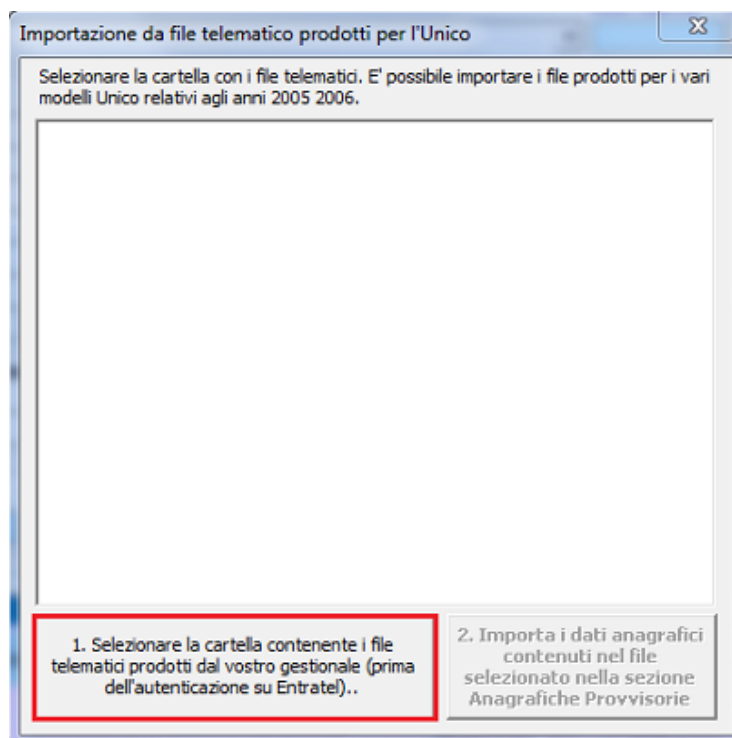 Importazione da file telematico prodotti per l'Unico
Selezionare la cartella con i file telematici. E' possibile importare i file prodotti per i vari
modelli Unico relativi agli anni 2005 2006.
1. Selezionare la cartella contenente i file
telematici prodotti dal vostro gestionale (prima
dell'autenticazione su Entratel)..
2. Importa i dati anagrafici
contenuti nel file
selezionato nella sezione
Anagrafiche Provvisorie